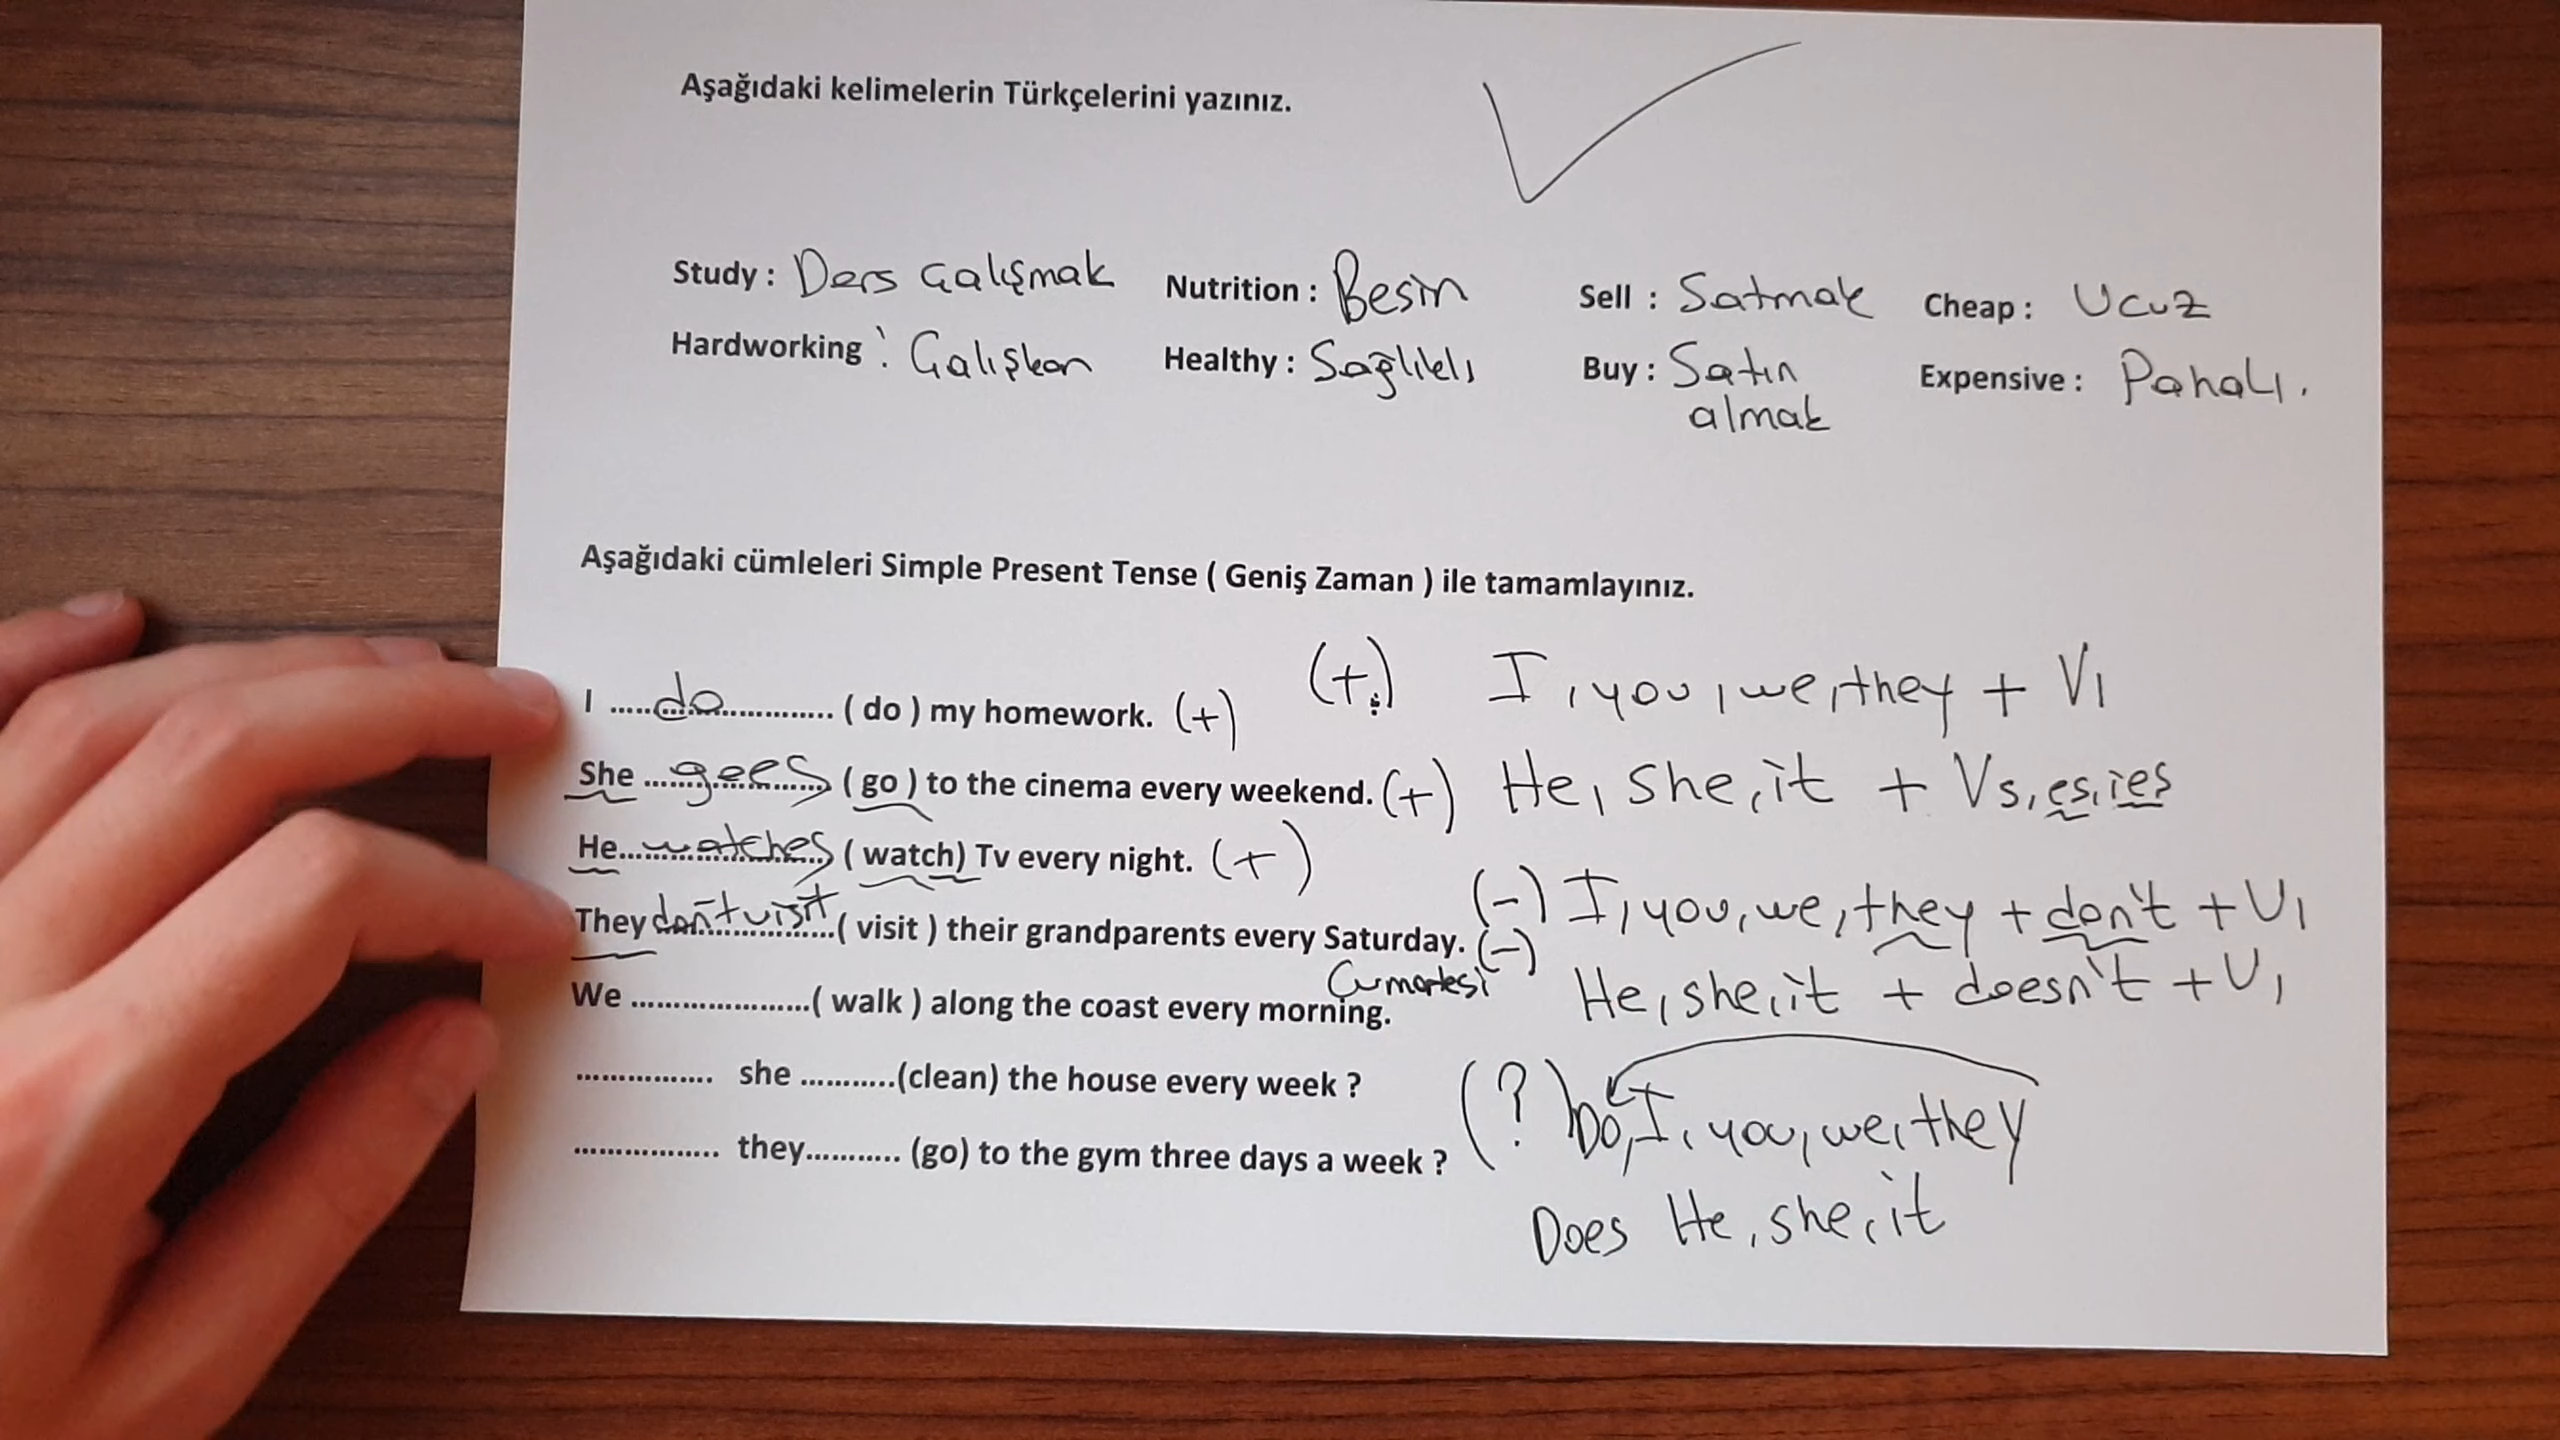 Aşağıdaki kelimelerin Türkçelerini yazınız.
Study : Ders çalışmak Nutrition : Besin Sell : Satmak Cheap : Ucuz
Hardworking : Çalışkan Healthy : Sağlıklı Buy : Satın almak Expensive : Pahalı.
Aşağıdaki cümleleri Simple Present Tense ( Geniş Zaman ) ile tamamlayınız.
I .....do.............. ( do ) my homework. (+) (+) I, you, we, they + V1
She ...goes... ( go ) to the cinema every weekend. (+) He, she, it + Vs, es, ies
He...watches... ( watch) Tv every night. (+)
They don't visit ( visit ) their grandparents every Saturday. (-) (-) I, you, we, they + don't + V1
Cumartesi
We .....................( walk ) along the coast every morning. He, she, it + doesn't + V1
................ she ...........(clean) the house every week ?
................. they........... (go) to the gym three days a week ? (?) Do, I, you, we, they
Does He, she, it